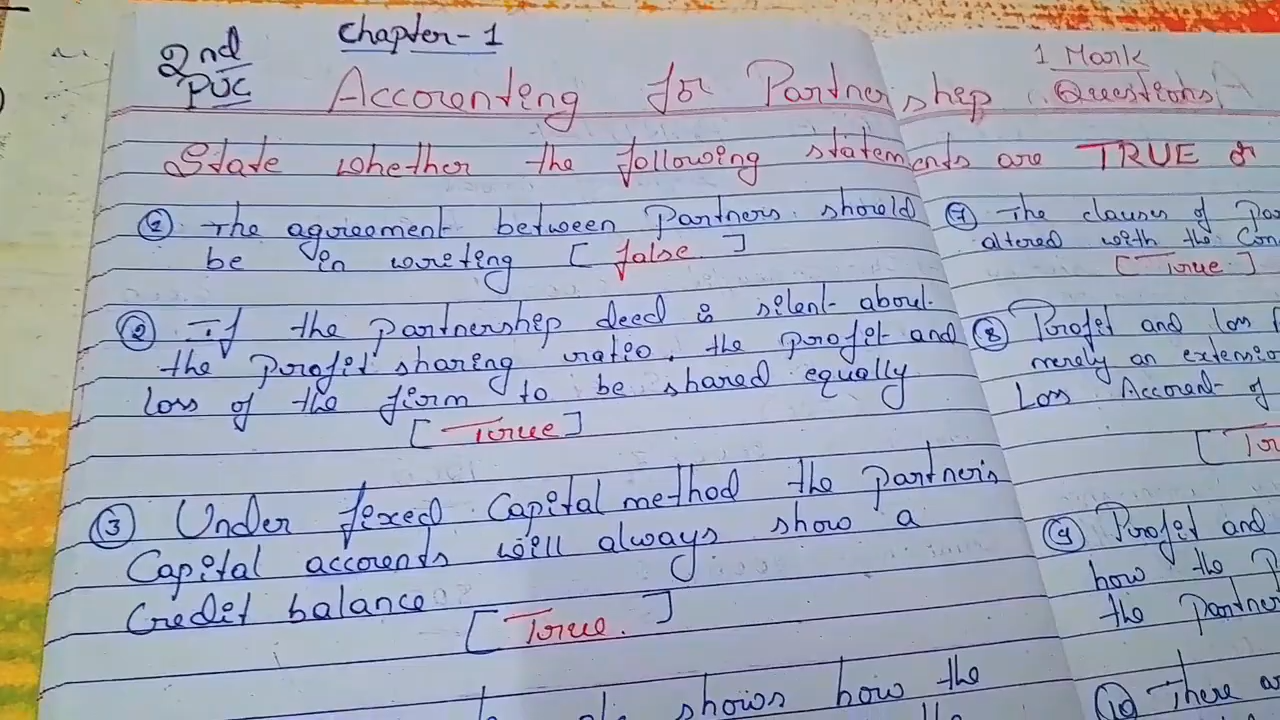 2nd PUC
Chapter-1
Accounting for Partnership
1 Mark Questions
State whether the following statements are TRUE or
① The agreement between Partners should
be in writing [ false ]
② If the partnership deed is silent about
the Profit sharing ratio, the profit and
loss of the firm to be shared equally
[ True ]
③ Under fixed Capital method the partners
Capital accounts will always show a
Credit balance
[ True. ]
shows how the
⑦ The clauses of
altered with the
[ True ]
⑧ Profit and loss
merely an
Loss Account of
⑨ Profit and
how the
the
⑩ There